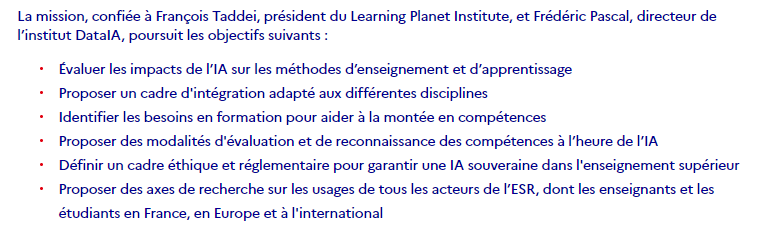 La mission, confiée à François Taddei, président du Learning Planet Institute, et Frédéric Pascal, directeur de
l’institut DataIA, poursuit les objectifs suivants :
• Évaluer les impacts de l’IA sur les méthodes d’enseignement et d’apprentissage
• Proposer un cadre d'intégration adapté aux différentes disciplines
• Identifier les besoins en formation pour aider à la montée en compétences
• Proposer des modalités d'évaluation et de reconnaissance des compétences à l’heure de l’IA
• Définir un cadre éthique et réglementaire pour garantir une IA souveraine dans l'enseignement supérieur
• Proposer des axes de recherche sur les usages de tous les acteurs de l’ESR, dont les enseignants et les
étudiants en France, en Europe et à l'international